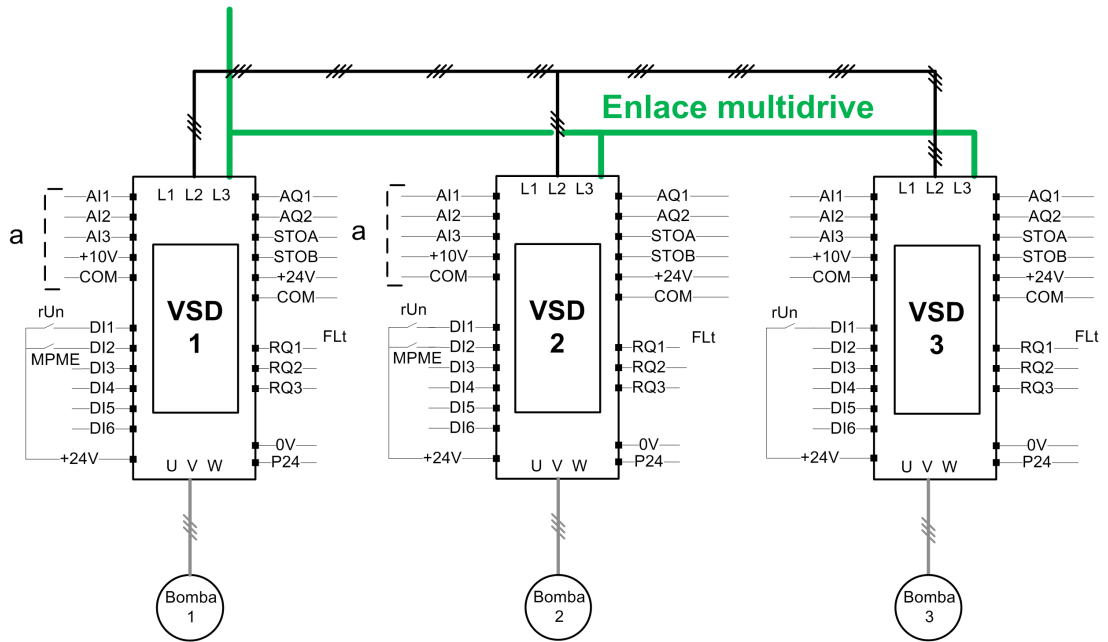 Enlace multidrive
L1 L2 L3
AI1
AI2
AI3
+10V
COM
a
AQ1
AQ2
STOA
STOB
+24V
COM
VSD
1
rUn
DI1
MPME
DI2
DI3
DI4
DI5
DI6
+24V
FLt
RQ1
RQ2
RQ3
0V
P24
U V W
Bomba
1
L1 L2 L3
AI1
AI2
AI3
+10V
COM
a
AQ1
AQ2
STOA
STOB
+24V
COM
VSD
2
rUn
DI1
MPME
DI2
DI3
DI4
DI5
DI6
+24V
FLt
RQ1
RQ2
RQ3
0V
P24
U V W
Bomba
2
L1 L2 L3
AI1
AI2
AI3
+10V
COM
AQ1
AQ2
STOA
STOB
+24V
COM
VSD
3
rUn
DI1
DI2
DI3
DI4
DI5
DI6
+24V
FLt
RQ1
RQ2
RQ3
0V
P24
U V W
Bomba
3